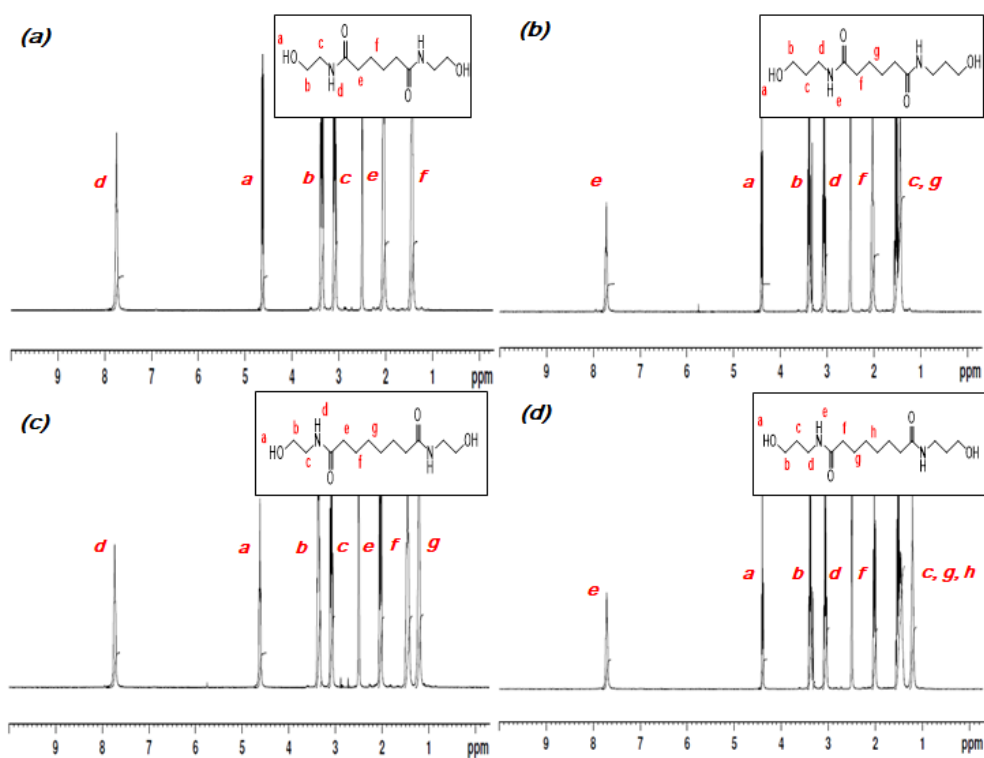 (a)
O
c f H
a N
HO OH
N
b H e
d O
d a b c e f
9 8 7 6 5 4 3 2 1 ppm
(b)
O
b d g H OH
N
HO N
a c H f
e O
e a b d f c, g
9 8 7 6 5 4 3 2 1 ppm
(c)
d O
b H e g OH
a N
HO N
c f H
O
d a b c e f g
9 8 7 6 5 4 3 2 1 ppm
(d)
e O
a c H f h
HO N
N OH
b d g H
O
e a b d f c, g, h
9 8 7 6 5 4 3 2 1 ppm